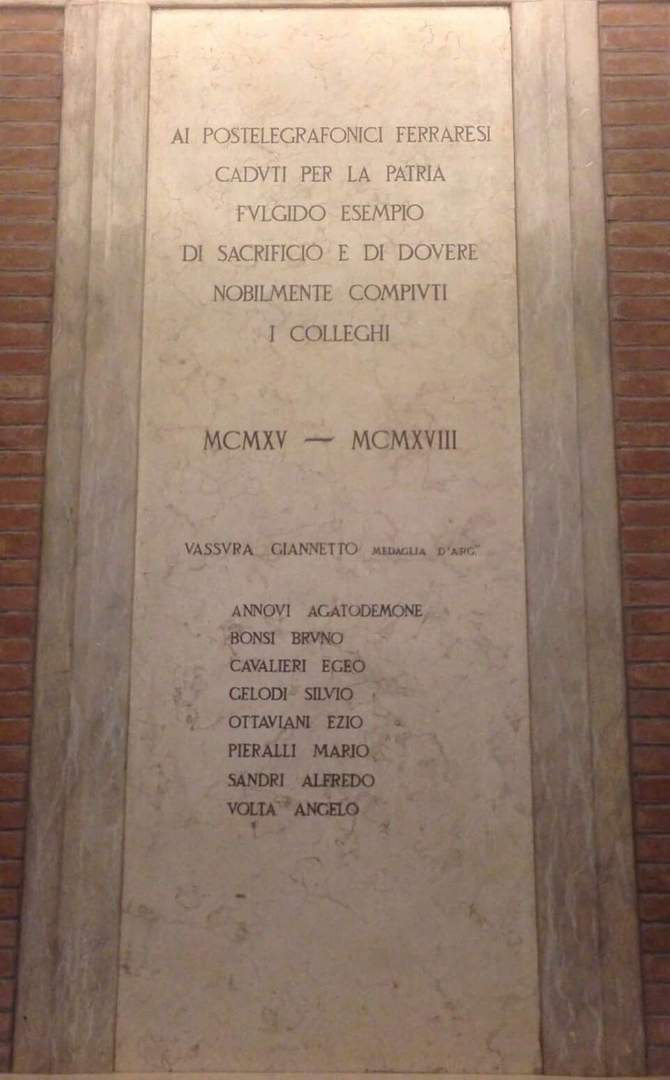 AI POSTELEGRAFONICI FERRARESI
CADVTI PER LA PATRIA
FVLGIDO ESEMPIO
DI SACRIFICIO E DI DOVERE
NOBILMENTE COMPIVTI
I COLLEGHI
MCMXV — MCMXVIII
VASSVRA GIANNETTO MEDAGLIA D'ARG.
ANNOVI AGATODEMONE
BONSI BRVNO
CAVALIERI EGEO
GELODI SILVIO
OTTAVIANI EZIO
PIERALLI MARIO
SANDRI ALFREDO
VOLTA ANGELO